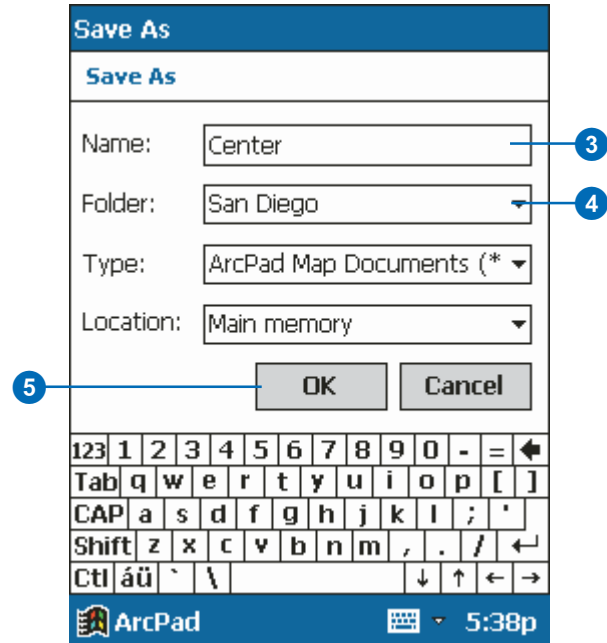 Save As
Save As
Name: Center 3
Folder: San Diego 4
Type: ArcPad Map Documents (*
Location: Main memory
5 OK Cancel
123 1 2 3 4 5 6 7 8 9 0 - =
Tab q w e r t y u i o p [ ]
CAP a s d f g h j k l ; '
Shift z x c v b n m , . /
Ctl áü ` \
ArcPad 5:38p